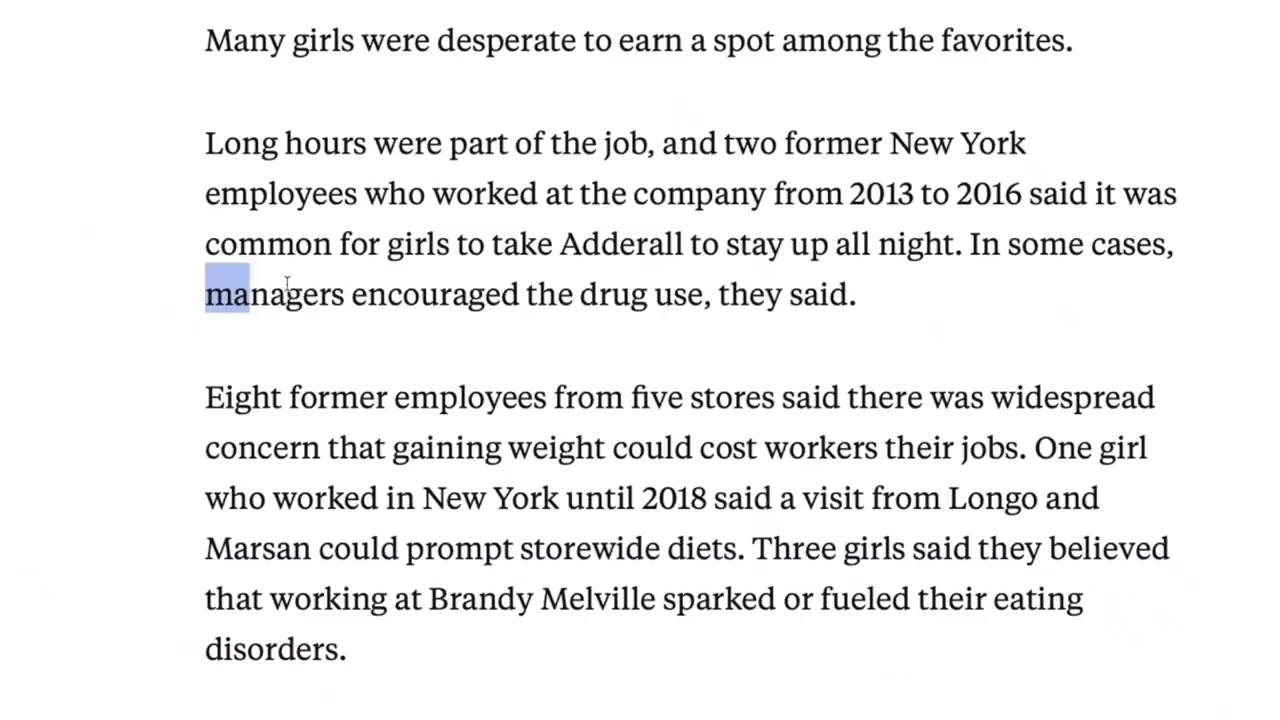 Many girls were desperate to earn a spot among the favorites.
Long hours were part of the job, and two former New York
employees who worked at the company from 2013 to 2016 said it was
common for girls to take Adderall to stay up all night. In some cases,
managers encouraged the drug use, they said.
Eight former employees from five stores said there was widespread
concern that gaining weight could cost workers their jobs. One girl
who worked in New York until 2018 said a visit from Longo and
Marsan could prompt storewide diets. Three girls said they believed
that working at Brandy Melville sparked or fueled their eating
disorders.